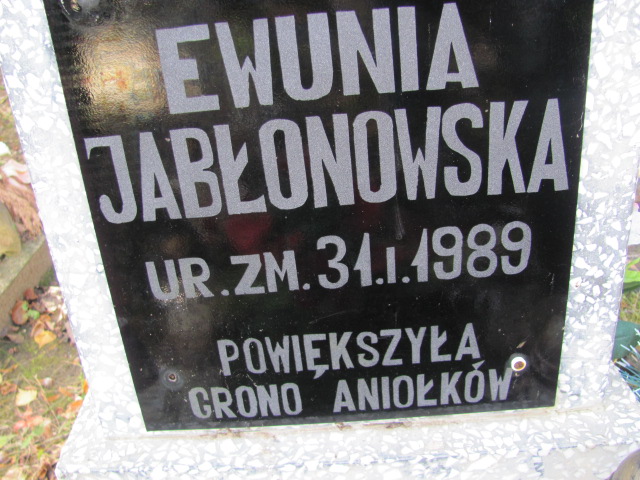 EWUNIA
JABŁONOWSKA
UR. ZM. 31.I.1989
POWIĘKSZYŁA
GRONO ANIOŁKÓW